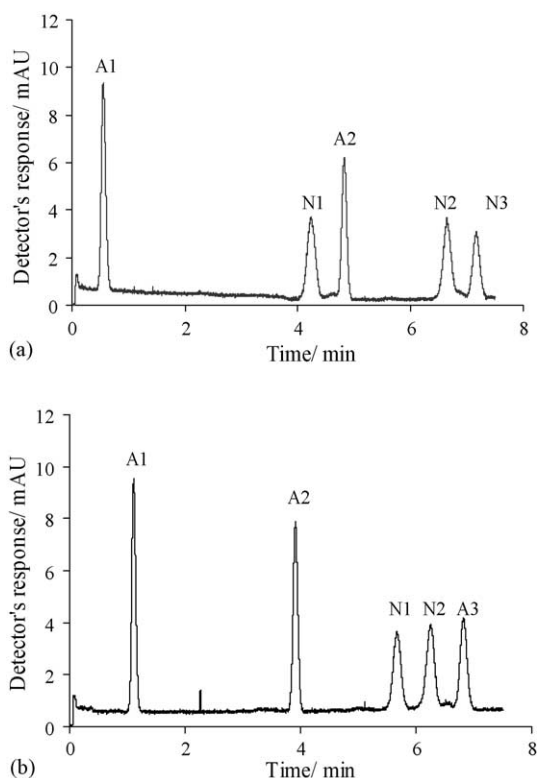 12
10
8
6
4
2
0
Detector's response/ mAU
A1
N1
A2
N2
N3
0 2 4 6 8
Time/ min
(a)
12
10
8
6
4
2
0
Detector's response/ mAU
A1
A2
N1
N2
A3
0 2 4 6 8
Time/ min
(b)